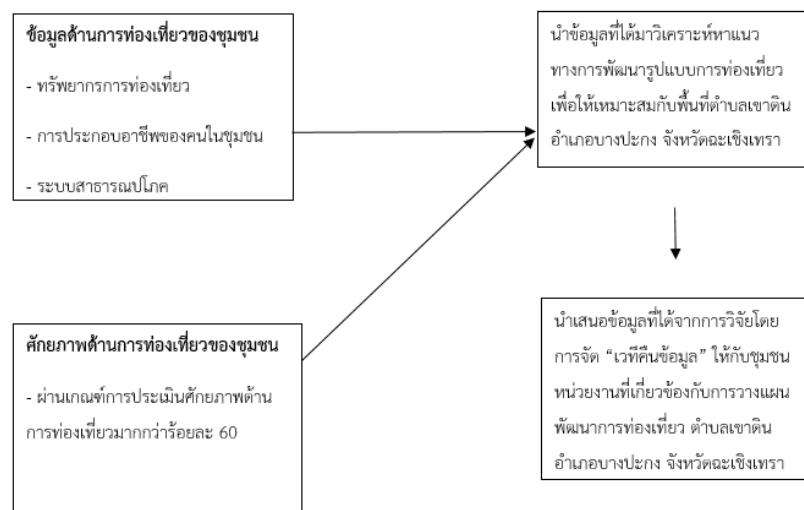 ข้อมูลด้านการท่องเที่ยวของชุมชน
- ทรัพยากรการท่องเที่ยว
- การประกอบอาชีพของคนในชุมชน
- ระบบสาธารณปโภค
นำข้อมูลที่ได้มาวิเคราะห์หาแนว
ทางการพัฒนารูปแบบการท่องเที่ยว
เพื่อให้เหมาะสมกับพื้นที่ตำบลเขาดิน
อำเภอบางปะกง จังหวัดฉะเชิงเทรา
ศักยภาพด้านการท่องเที่ยวของชุมชน
- ผ่านเกณฑ์การประเมินศักยภาพด้าน
การท่องเที่ยวมากกว่าร้อยละ 60
นำเสนอข้อมูลที่ได้จากการวิจัยโดย
การจัด “เวทีคืนข้อมูล” ให้กับชุมชน
หน่วยงานที่เกี่ยวข้องกับการวางแผน
พัฒนาการท่องเที่ยว ตำบลเขาดิน
อำเภอบางปะกง จังหวัดฉะเชิงเทรา